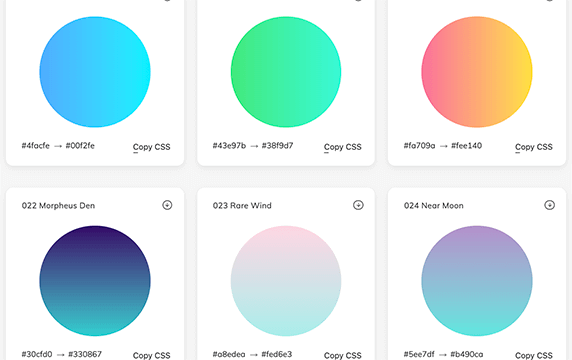 #4facfe → #00f2fe Copy CSS
#43e97b → #38f9d7 Copy CSS
#fa709a → #fee140 Copy CSS
022 Morpheus Den
023 Rare Wind
024 Near Moon
#30cfd0 → #330867 Copy CSS
#a8edea → #fed6e3 Copy CSS
#5ee7df → #b490ca Copy CSS